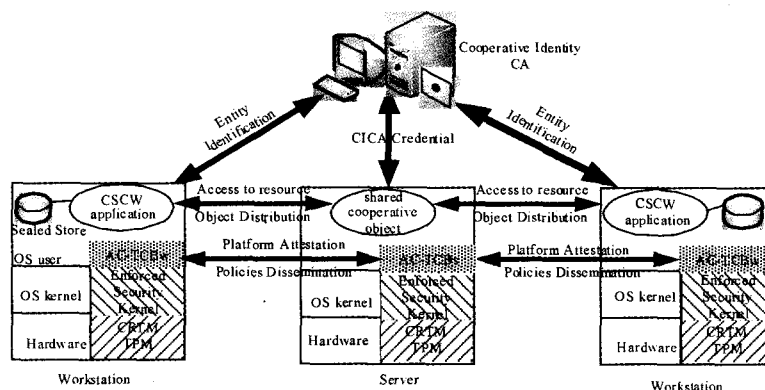 Cooperative Identity
CA
Entity
Identification
CICA Credential
Entity
Identification
CSCW
application
Sealed Store
OS user
AC-TCBw
Enforced
Security
Kernel
OS kernel
CRTM
TPM
Hardware
Workstation
Access to resource
Object Distribution
Platform Attestation
Policies Dissemination
shared
cooperative
object
AC-TCBs
Enforced
Security
Kernel
OS kernel
CRTM
TPM
Hardware
Server
Access to resource
Object Distribution
Platform Attestation
Policies Dissemination
CSCW
application
AC-TCBw
Enforced
Security
Kernel
OS kernel
CRTM
TPM
Hardware
Workstation